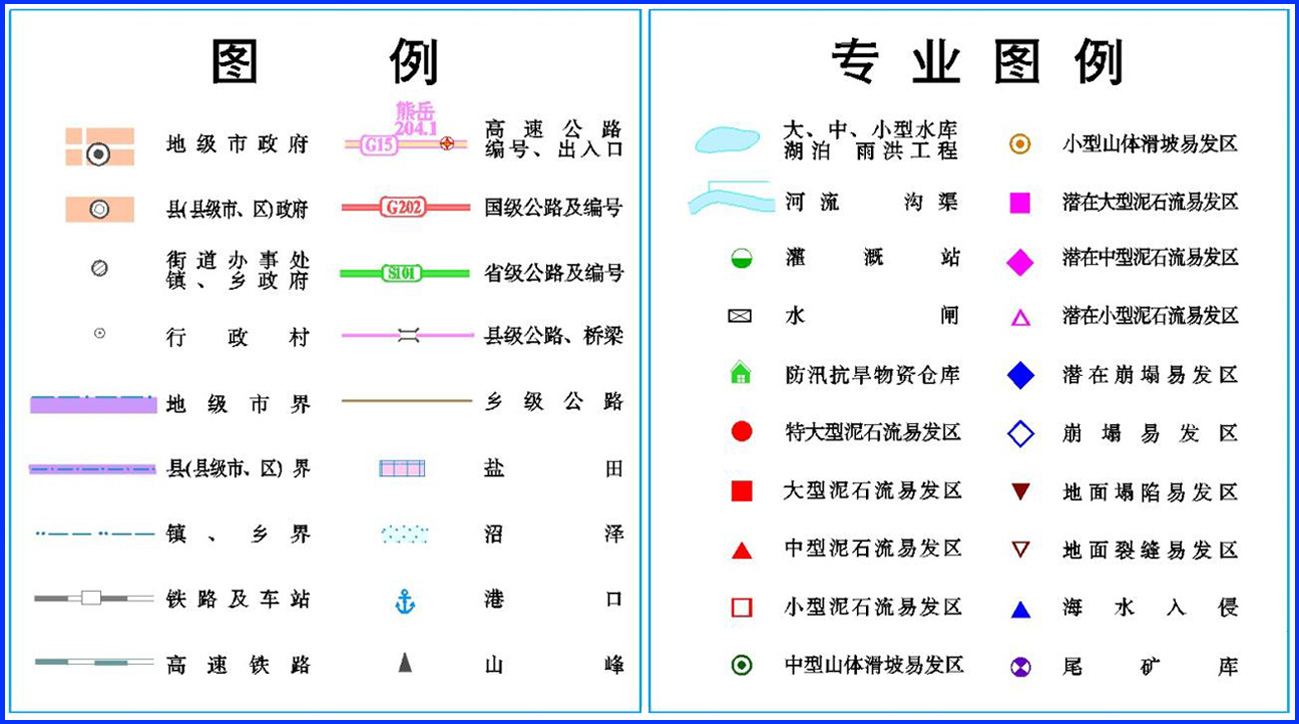 图例
地级市政府
县(县级市、区)政府
街道办事处
镇、乡政府
行政村
地级市界
县(县级市、区)界
镇、乡界
铁路及车站
高速铁路
熊岳
204.1
G15
高速公路
编号、出入口
G202
国级公路及编号
S101
省级公路及编号
县级公路、桥梁
乡级公路
盐田
沼泽
港口
山峰
专业图例
大、中、小型水库
湖泊 雨洪工程
河流 沟渠
灌溉站
水闸
防汛抗旱物资仓库
特大型泥石流易发区
大型泥石流易发区
中型泥石流易发区
小型泥石流易发区
中型山体滑坡易发区
小型山体滑坡易发区
潜在大型泥石流易发区
潜在中型泥石流易发区
潜在小型泥石流易发区
潜在崩塌易发区
崩塌易发区
地面塌陷易发区
地面裂缝易发区
海水入侵
尾矿库